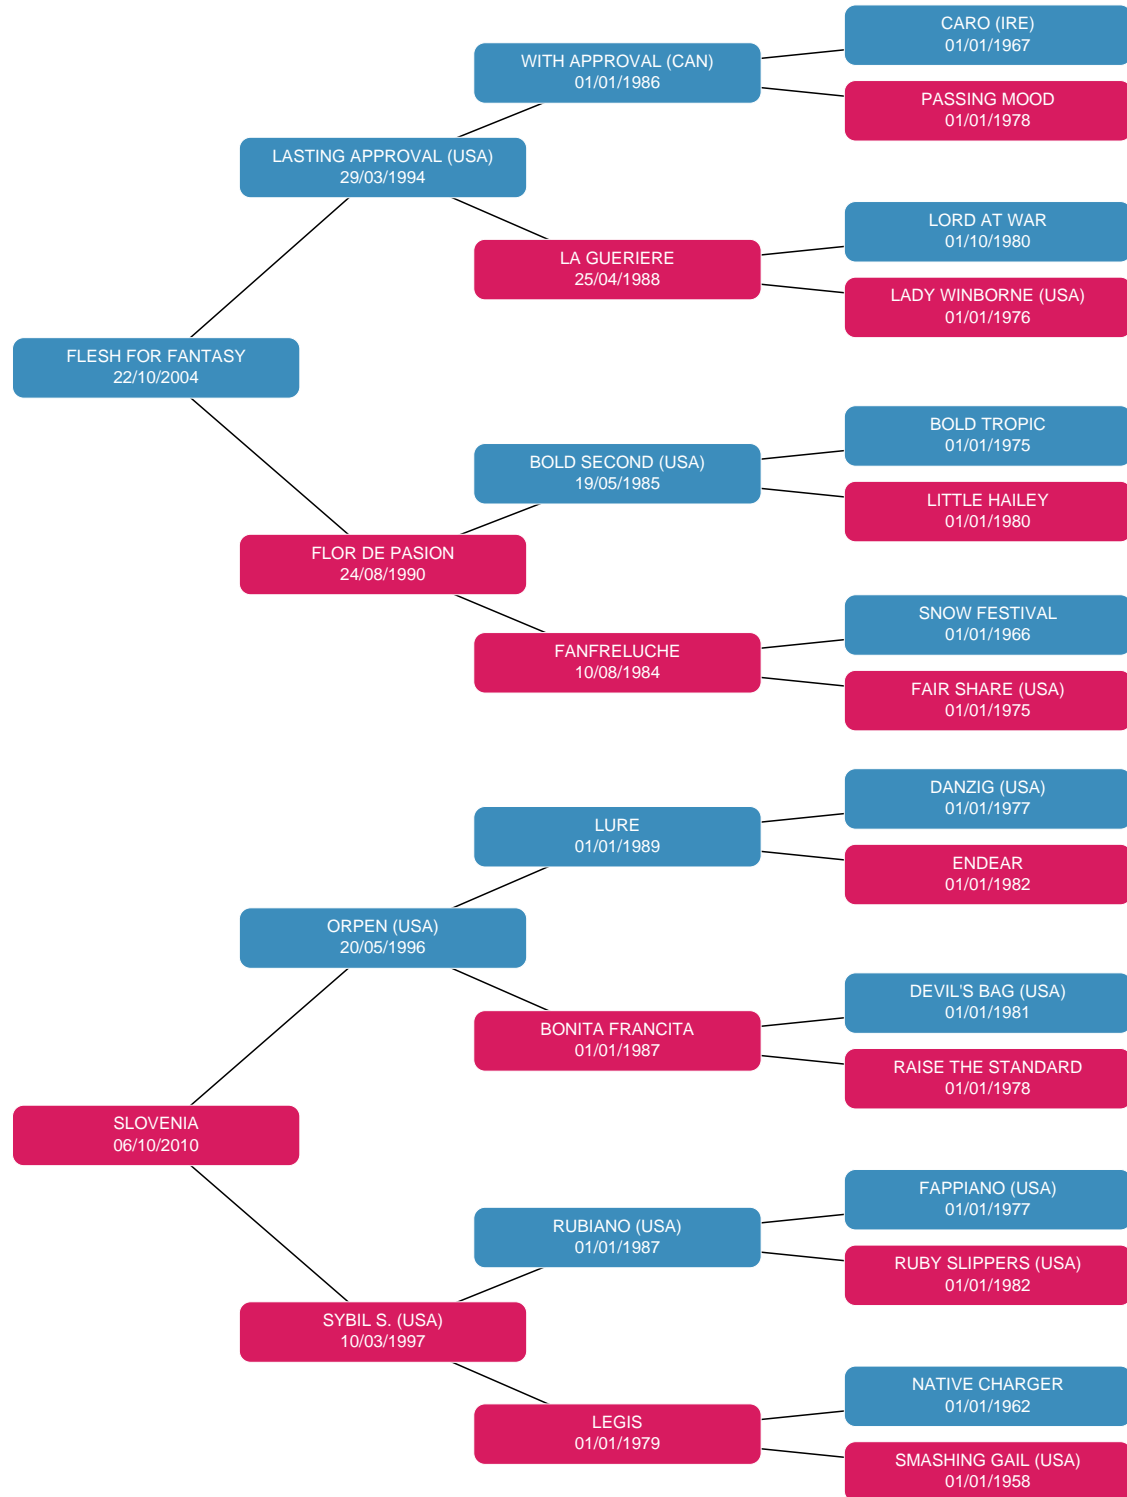 CARO (IRE)
01/01/1967
WITH APPROVAL (CAN)
01/01/1986
PASSING MOOD
01/01/1978
LASTING APPROVAL (USA)
29/03/1994
LORD AT WAR
01/10/1980
LA GUERIERE
25/04/1988
LADY WINBORNE (USA)
01/01/1976
FLESH FOR FANTASY
22/10/2004
BOLD TROPIC
01/01/1975
BOLD SECOND (USA)
19/05/1985
LITTLE HAILEY
01/01/1980
FLOR DE PASION
24/08/1990
SNOW FESTIVAL
01/01/1966
FANFRELUCHE
10/08/1984
FAIR SHARE (USA)
01/01/1975
DANZIG (USA)
01/01/1977
LURE
01/01/1989
ENDEAR
01/01/1982
ORPEN (USA)
20/05/1996
DEVIL'S BAG (USA)
01/01/1981
BONITA FRANCITA
01/01/1987
RAISE THE STANDARD
01/01/1978
SLOVENIA
06/10/2010
FAPPIANO (USA)
01/01/1977
RUBIANO (USA)
01/01/1987
RUBY SLIPPERS (USA)
01/01/1982
SYBIL S. (USA)
10/03/1997
NATIVE CHARGER
01/01/1962
LEGIS
01/01/1979
SMASHING GAIL (USA)
01/01/1958